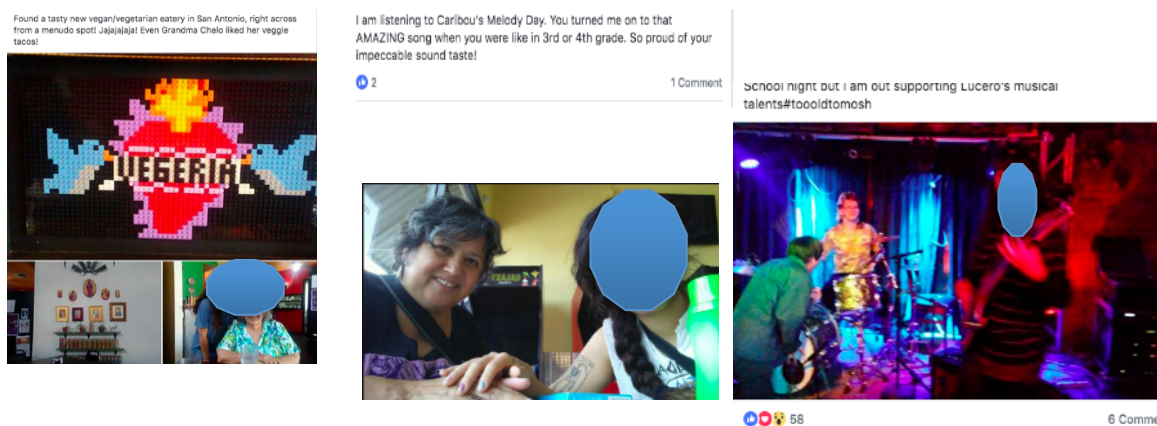 Found a tasty new vegan/vegetarian eatery in San Antonio, right across
from a menudo spot! Jajajajaja! Even Grandma Chelo liked her veggie
tacos!
VEGERIA
I am listening to Caribou's Melody Day. You turned me on to that
AMAZING song when you were like in 3rd or 4th grade. So proud of your
impeccable sound taste!
2
1 Comment
GALAXY
School night but I am out supporting Lucero's musical
talents#toooldtomosh
58
6 Comme